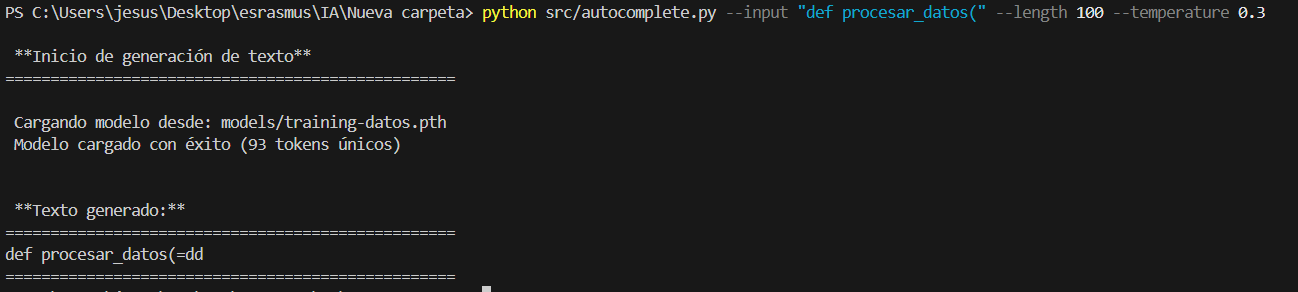 PS C:\Users\jesus\Desktop\esrasmus\IA\Nueva carpeta> python src/autocomplete.py --input "def procesar_datos(" --length 100 --temperature 0.3
**Inicio de generación de texto**
==================================================
Cargando modelo desde: models/training-datos.pth
Modelo cargado con éxito (93 tokens únicos)
**Texto generado:**
==================================================
def procesar_datos(=dd
==================================================